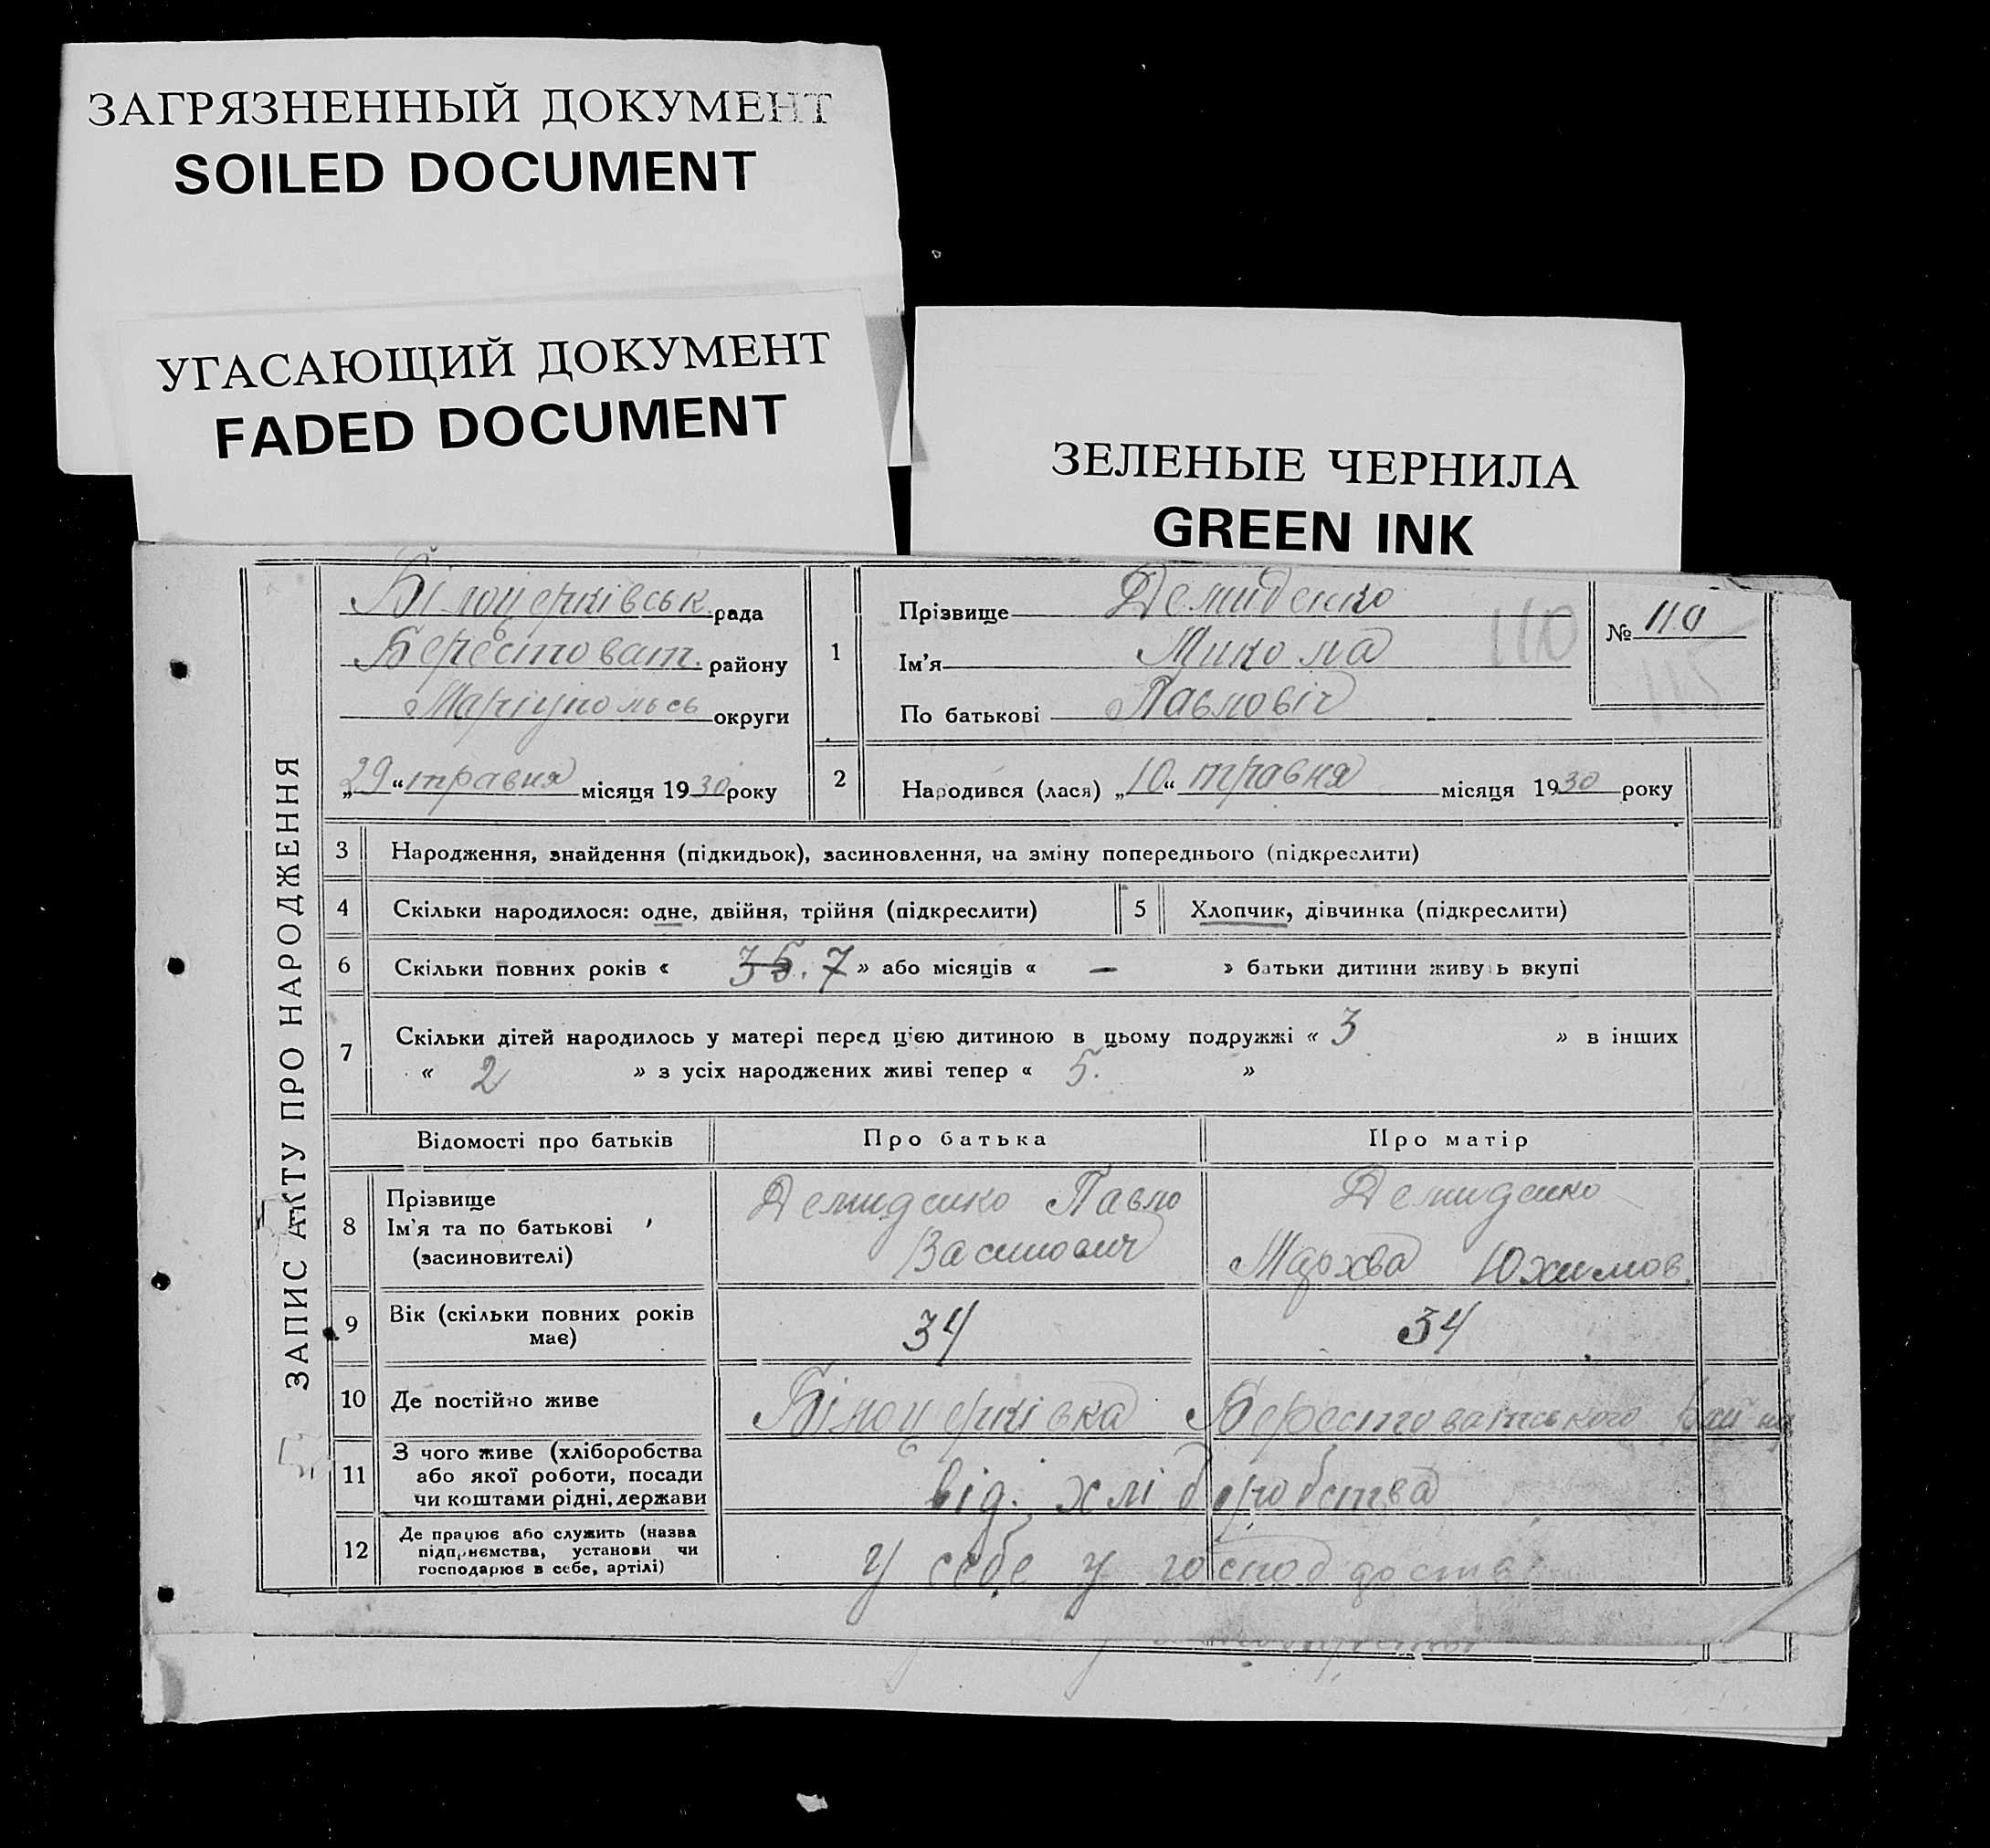 ЗАГРЯЗНЕННЫЙ ДОКУМЕНТ
SOILED DOCUMENT
УГАСАЮЩИЙ ДОКУМЕНТ
FADED DOCUMENT
ЗЕЛЕНЫЕ ЧЕРНИЛА
GREEN INK
ЗАПИС АКТУ ПРО НАРОДЖЕННЯ
Білоцерківськ. рада
Берестоват. району
Маріупольсь округи
„29“ травня місяця 1930 року
1
Прізвище Демиденко
Ім'я Микола
По батькові Павловіч
110
№ 110
115
2
Народився (лася) „10“ травня місяця 1930 року
3 Народження, знайдення (підкидьок), засиновлення, на зміну попереднього (підкреслити)
4 Скільки народилося: одне, двійня, трійня (підкреслити)
5 Хлопчик, дівчинка (підкреслити)
6 Скільки повних років « 35. 7 » або місяців « — » батьки дитини живуть вкупі
7 Скільки дітей народилось у матері перед цією дитиною в цьому подружжі « 3 » в інших
« 2 » з усіх народжених живі тепер « 5. »
Відомості про батьків Про батька Про матір
8 Прізвище
Ім'я та по батькові
(засиновителі)
Демиденко Павло
Демиденко
Мархва Юхимов.
9 Вік (скільки повних років
має)
34 34
10 Де постійно живе Білоцерківка Берестоватського
11 З чого живе (хліборобства
або якої роботи, посади
чи коштами рідні, держави
від. хліборобства
12 Де працює або служить (назва
підприємства, установи чи
господарює в себе, артілі)
у себе у